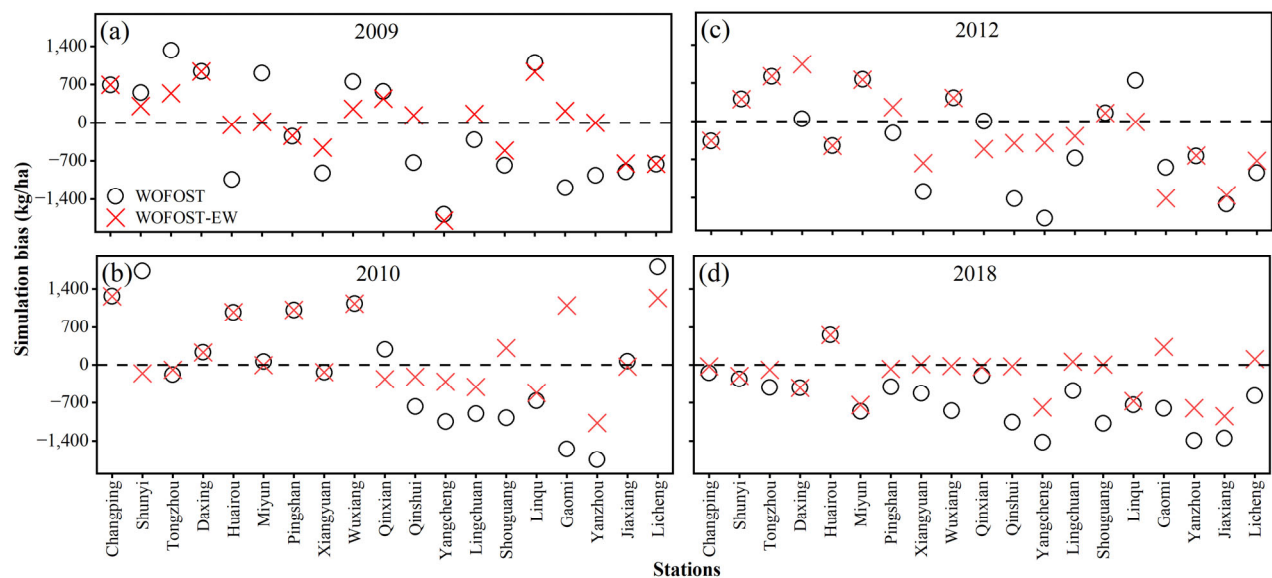 (a)
2009
1,400
700
0
−700
−1,400
WOFOST
WOFOST-EW
(c)
2012
(b)
2010
1,400
700
0
−700
−1,400
(d)
2018
Simulation bias (kg/ha)
Changping
Shunyi
Tongzhou
Daxing
Huairou
Miyun
Pingshan
Xiangyuan
Wuxiang
Qinxian
Qinshui
Yangcheng
Lingchuan
Shouguang
Linqu
Gaomi
Yanzhou
Jiaxiang
Licheng
Changping
Shunyi
Tongzhou
Daxing
Huairou
Miyun
Pingshan
Xiangyuan
Wuxiang
Qinxian
Qinshui
Yangcheng
Lingchuan
Shouguang
Linqu
Gaomi
Yanzhou
Jiaxiang
Licheng
Stations